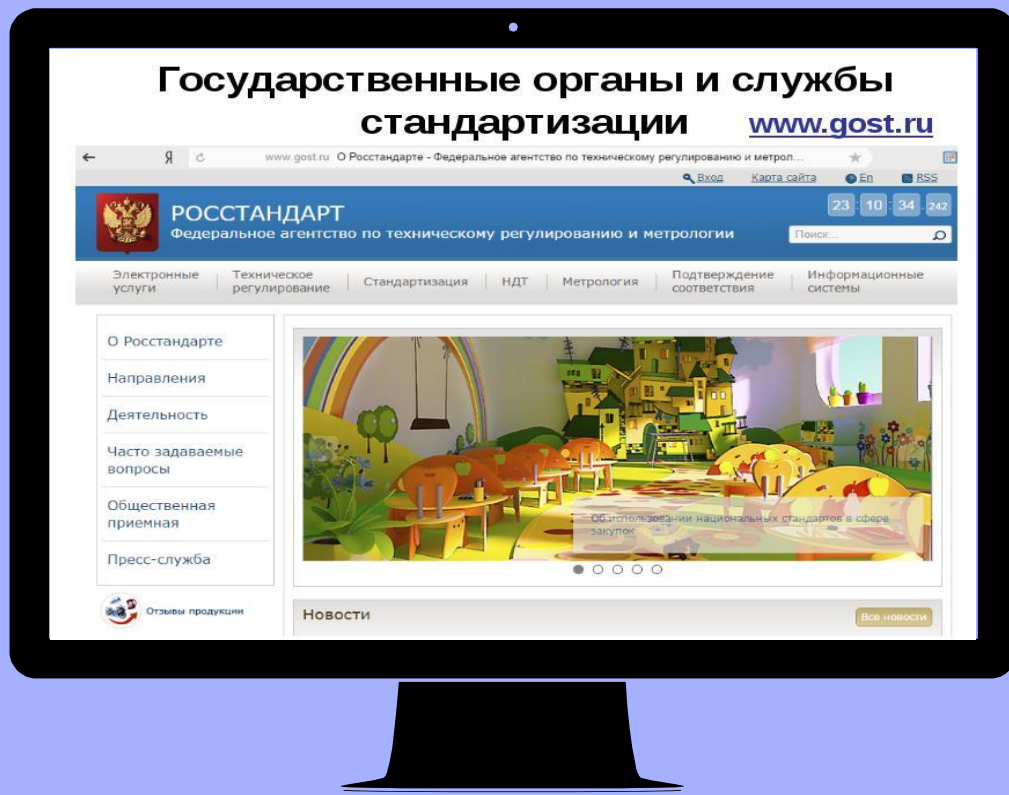 Государственные органы и службы
стандартизации www.gost.ru
Я www.gost.ru О Росстандарте - Федеральное агентство по техническому регулированию и метрол...
Вход Карта сайта En RSS
РОССТАНДАРТ
Федеральное агентство по техническому регулированию и метрологии
23 : 10 : 34 . 242
Поиск...
Электронные услуги
Техническое регулирование
Стандартизация
НДТ
Метрология
Подтверждение соответствия
Информационные системы
О Росстандарте
Направления
Деятельность
Часто задаваемые
вопросы
Общественная
приемная
Пресс-служба
Отзывы продукции
Об использовании национальных стандартов в сфере
закупок
Новости
Все новости